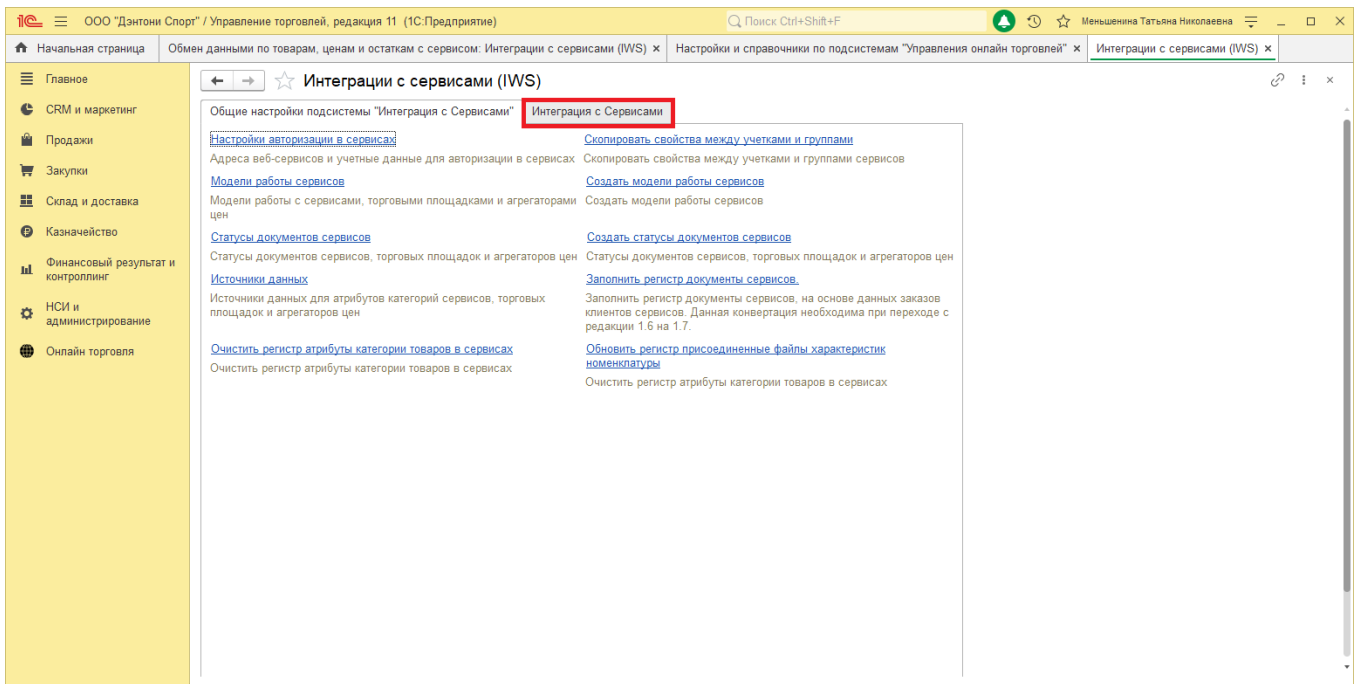 1С ООО "Дэнтони Спорт" / Управление торговлей, редакция 11 (1С:Предприятие) Поиск Ctrl+Shift+F Меньшенина Татьяна Николаевна
Начальная страница Обмен данными по товарам, ценам и остаткам с сервисом: Интеграции с сервисами (IWS) × Настройки и справочники по подсистемам "Управления онлайн торговлей" × Интеграции с сервисами (IWS) ×
Главное
CRM и маркетинг
Продажи
Закупки
Склад и доставка
Казначейство
Финансовый результат и
контроллинг
НСИ и
администрирование
Онлайн торговля
Интеграции с сервисами (IWS)
Общие настройки подсистемы "Интеграция с Сервисами" Интеграция с Сервисами
Настройки авторизации в сервисах
Адреса веб-сервисов и учетные данные для авторизации в сервисах
Скопировать свойства между учетками и группами
Скопировать свойства между учетками и группами сервисов
Модели работы сервисов
Модели работы с сервисами, торговыми площадками и агрегаторами
цен
Создать модели работы сервисов
Создать модели работы сервисов
Статусы документов сервисов
Статусы документов сервисов, торговых площадок и агрегаторов цен
Создать статусы документов сервисов
Статусы документов сервисов, торговых площадок и агрегаторов цен
Источники данных
Источники данных для атрибутов категорий сервисов, торговых
площадок и агрегаторов цен
Заполнить регистр документы сервисов.
Заполнить регистр документы сервисов, на основе данных заказов
клиентов сервисов. Данная конвертация необходима при переходе с
редакции 1.6 на 1.7.
Очистить регистр атрибуты категории товаров в сервисах
Очистить регистр атрибуты категории товаров в сервисах
Обновить регистр присоединенные файлы характеристик
номенклатуры
Очистить регистр атрибуты категории товаров в сервисах